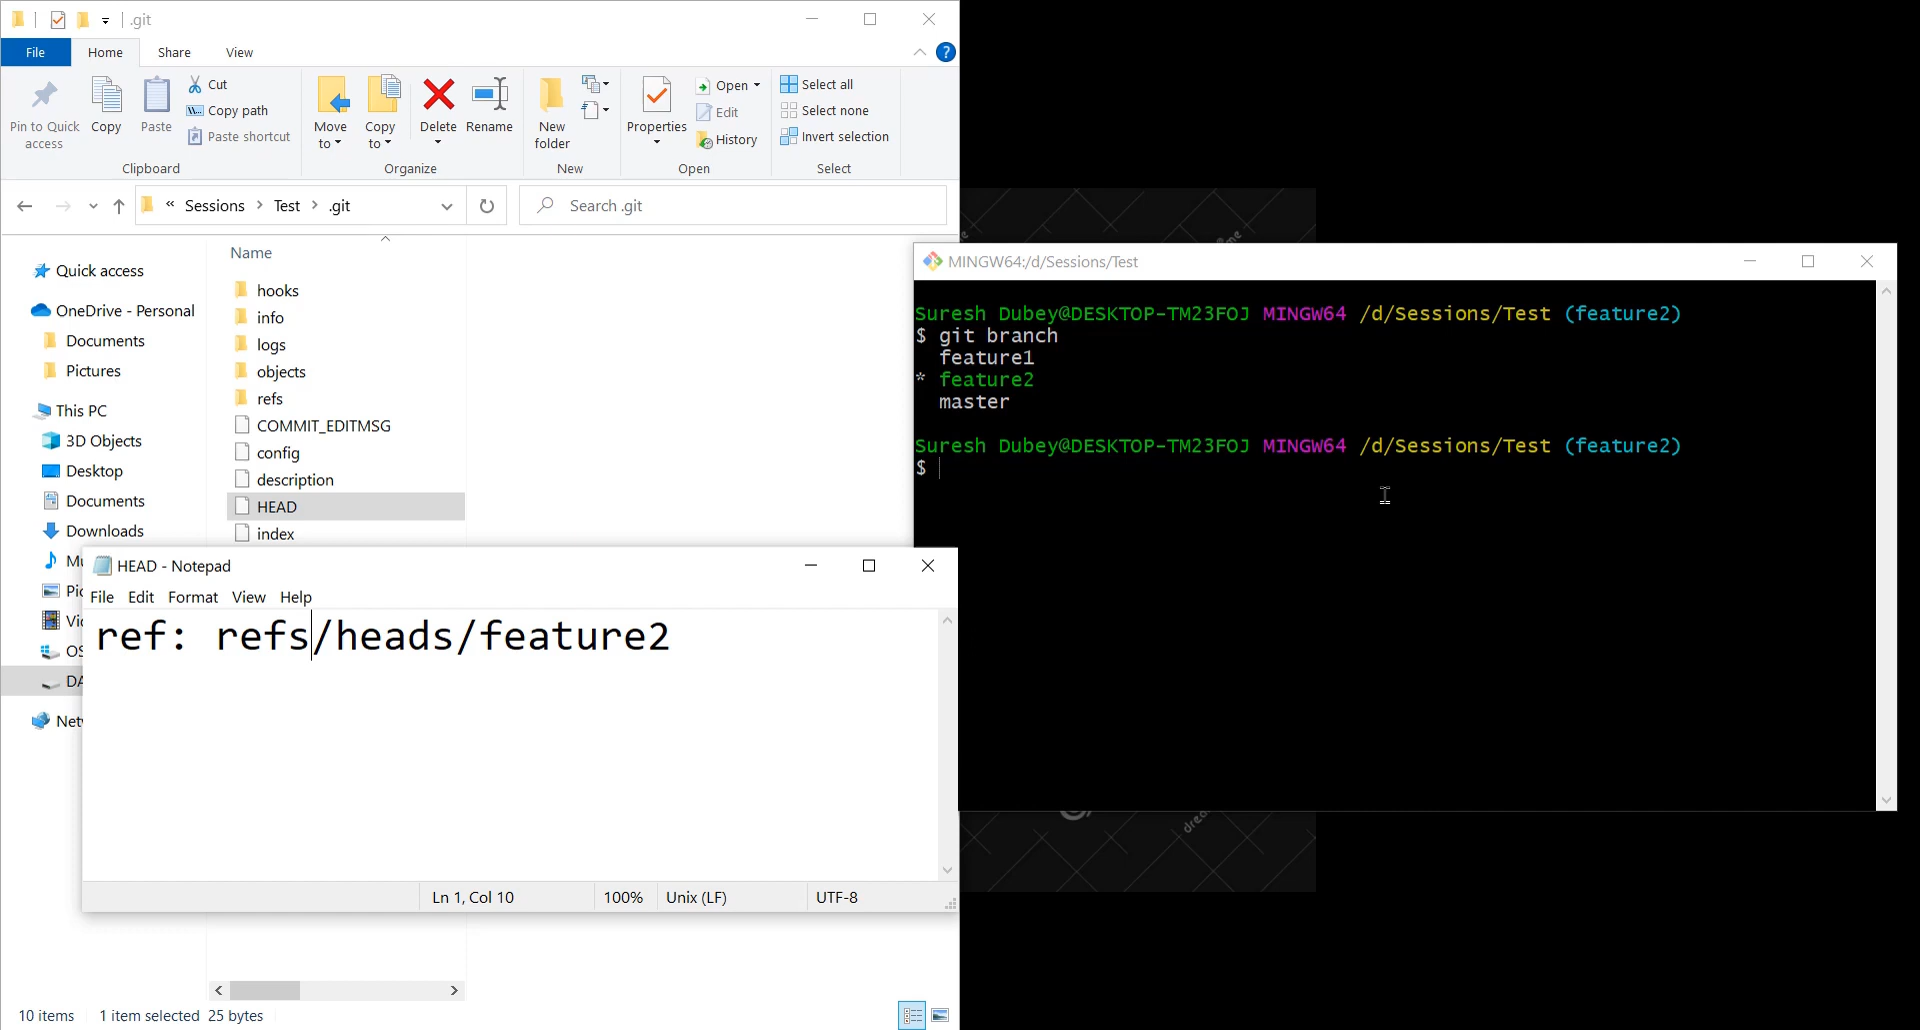 .git
File Home Share View
Pin to Quick access
Copy
Paste
Cut
Copy path
Paste shortcut
Clipboard
Move to
Copy to
Delete
Rename
Organize
New folder
New
Properties
Open
Edit
History
Open
Select all
Select none
Invert selection
Select
« Sessions > Test > .git
Search .git
Name
Quick access
OneDrive - Personal
Documents
Pictures
This PC
3D Objects
Desktop
Documents
Downloads
hooks
info
logs
objects
refs
COMMIT_EDITMSG
config
description
HEAD
index
10 items 1 item selected 25 bytes
HEAD - Notepad
File Edit Format View Help
ref: refs/heads/feature2
Ln 1, Col 10 100% Unix (LF) UTF-8
MINGW64:/d/Sessions/Test
Suresh Dubey@DESKTOP-TM23FOJ MINGW64 /d/Sessions/Test (feature2)
$ git branch
feature1
* feature2
master
Suresh Dubey@DESKTOP-TM23FOJ MINGW64 /d/Sessions/Test (feature2)
$